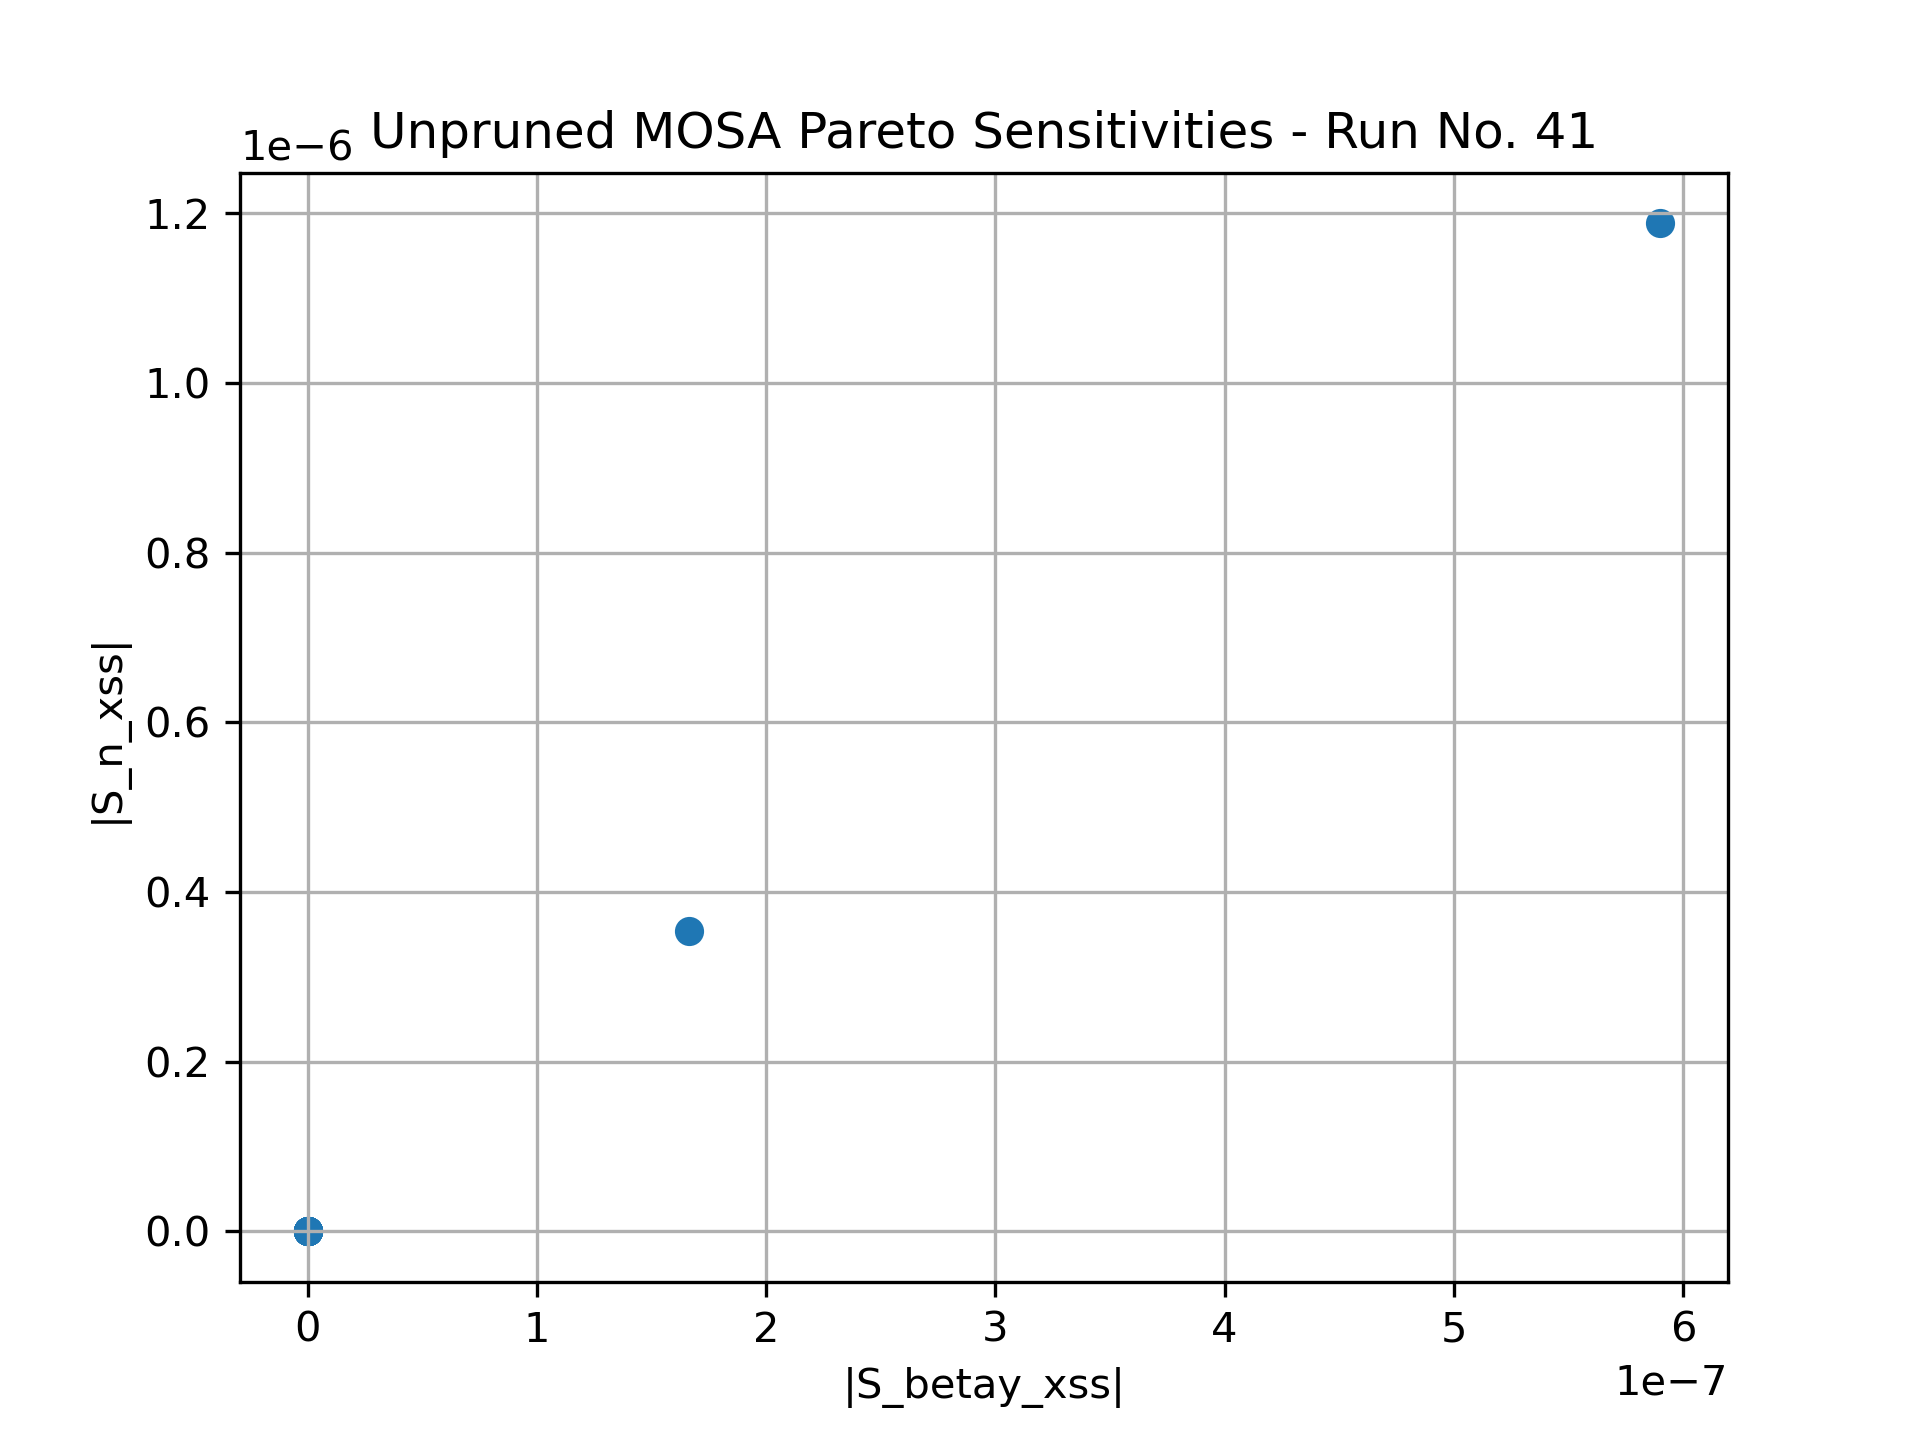 Unpruned MOSA Pareto Sensitivities - Run No. 41
1e−6
1.2
1.0
0.8
0.6
0.4
0.2
0.0
|S_n_xss|
0 1 2 3 4 5 6
1e−7
|S_betay_xss|